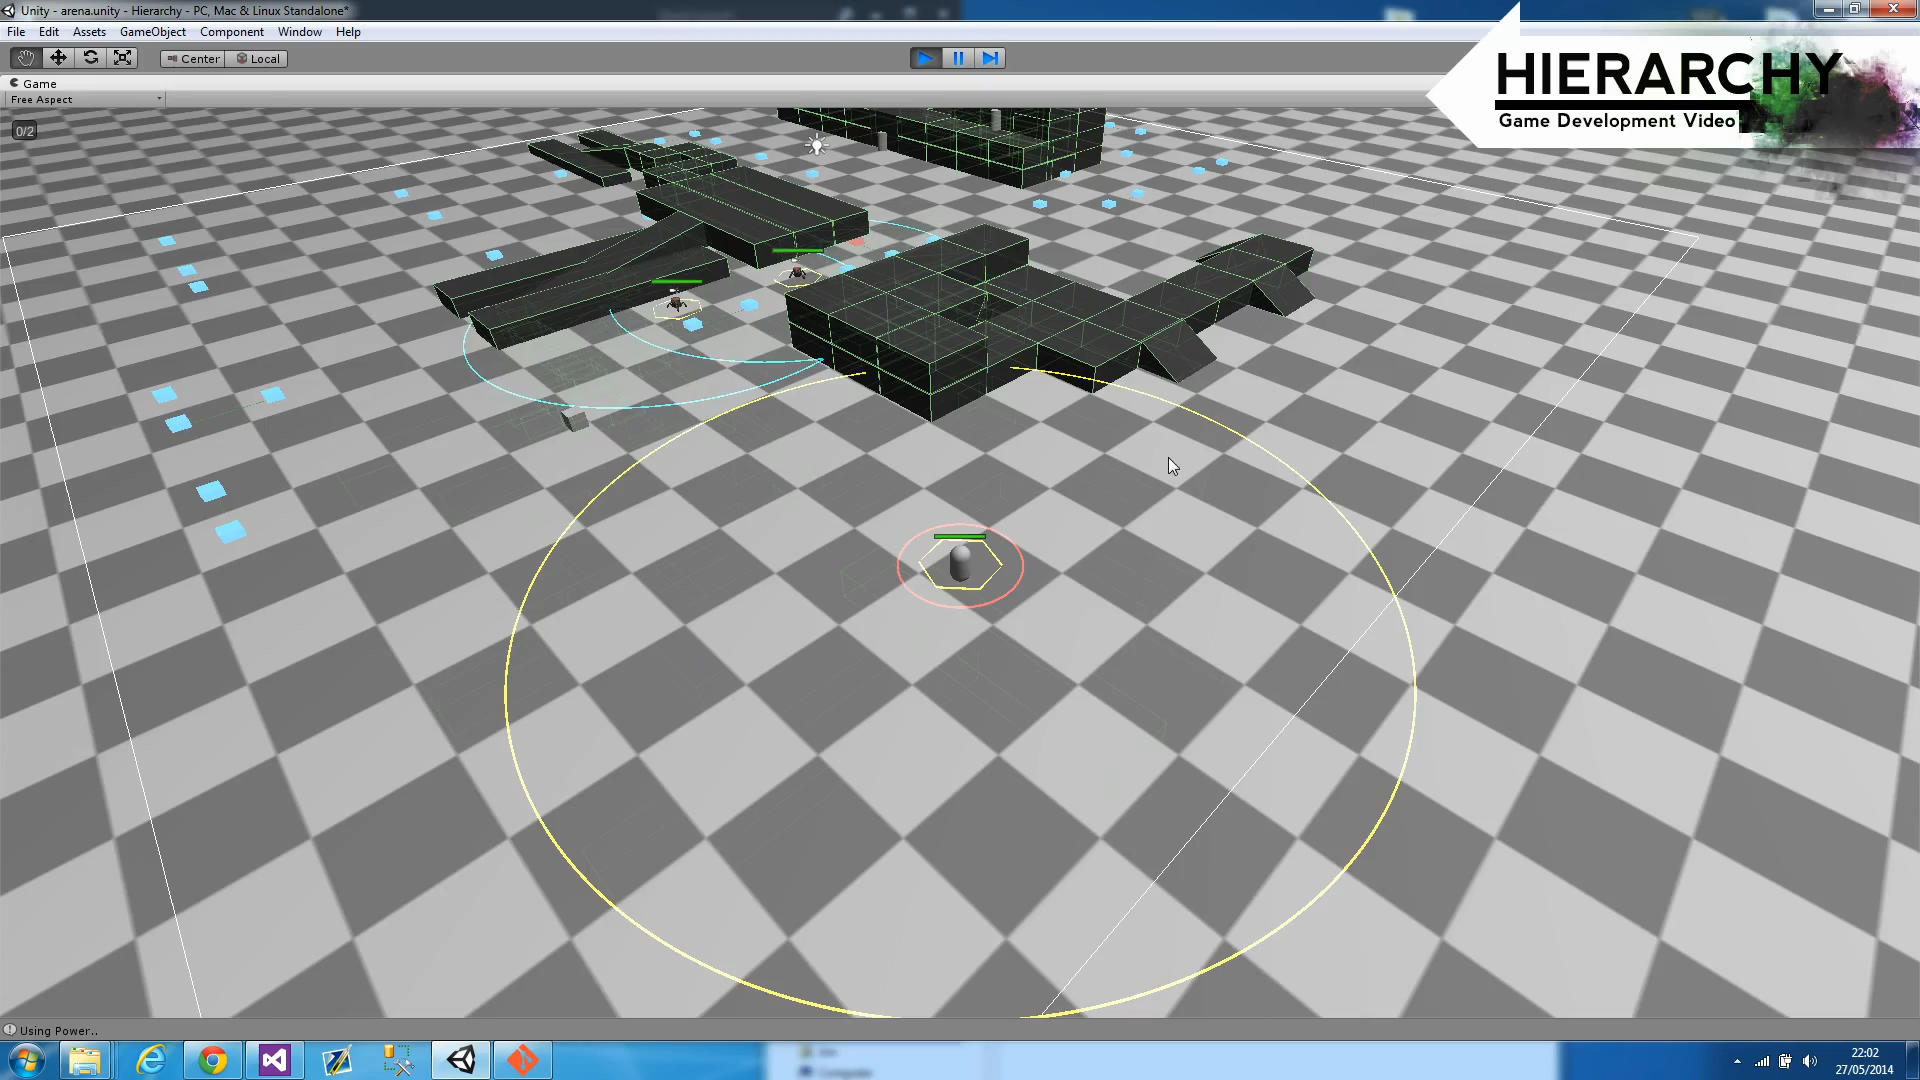 Unity - arena.unity - Hierarchy - PC, Mac & Linux Standalone*
File Edit Assets GameObject Component Window Help
Center Local
HIERARCHY
Game Development Video
Game
Free Aspect
0/2
Using Power..
Computer
22:02
27/05/2014